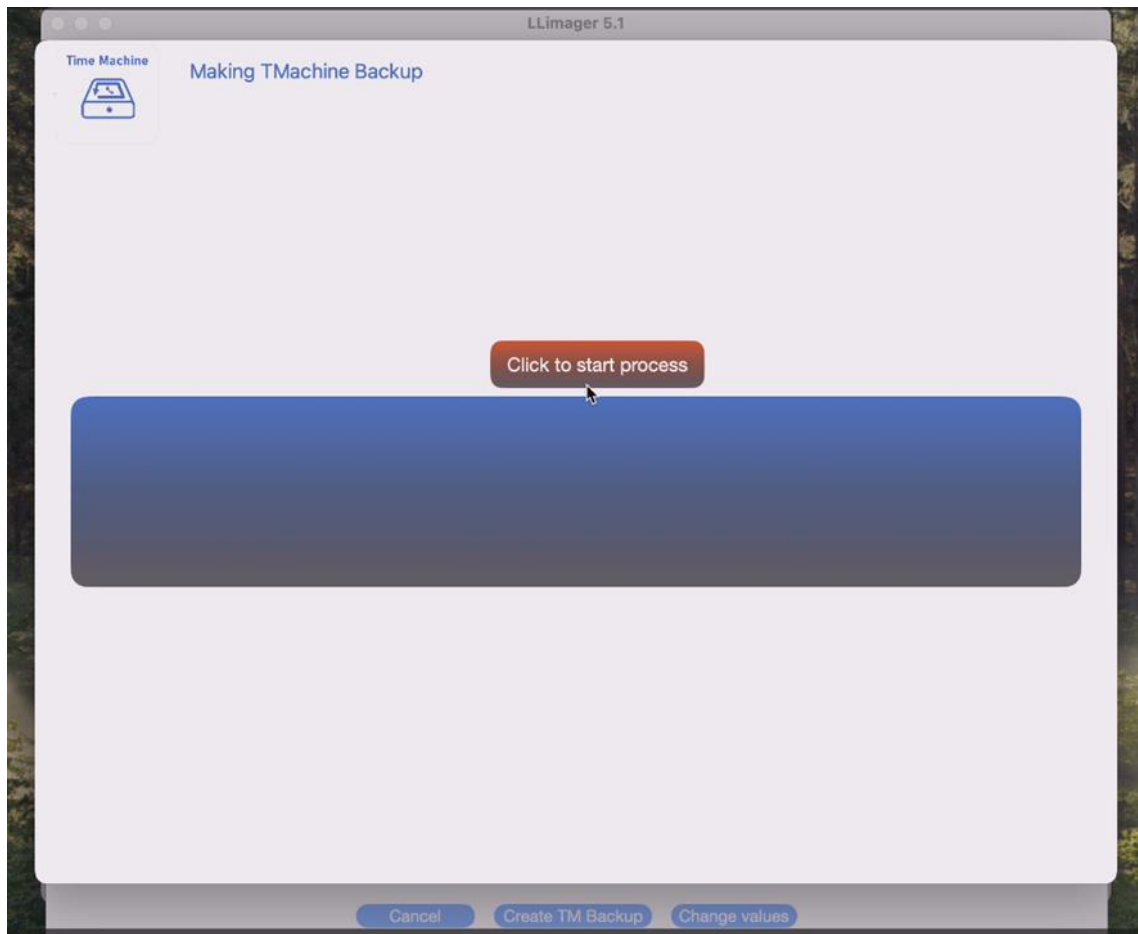 LLimager 5.1
Time Machine
Making TMachine Backup
Click to start process
Cancel
Create TM Backup
Change values